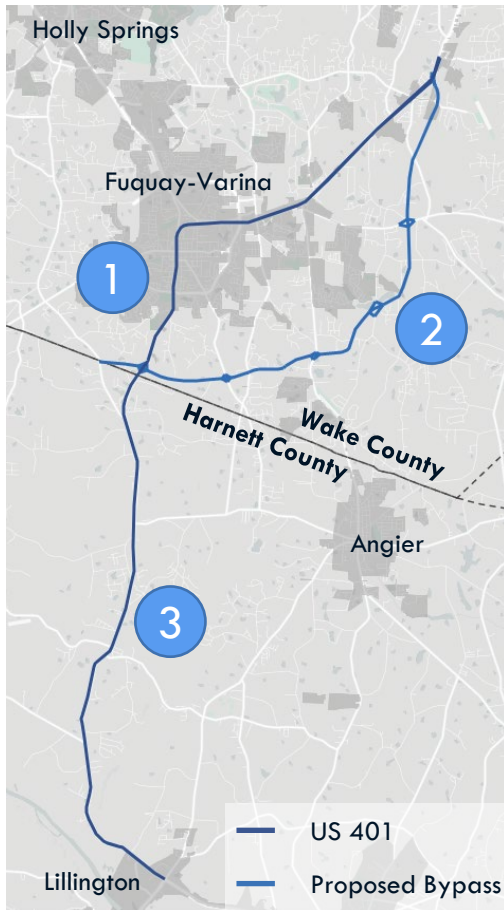 Holly Springs
Fuquay-Varina
1
2
Wake County
Harnett County
Angier
3
Lillington
US 401
Proposed Bypass